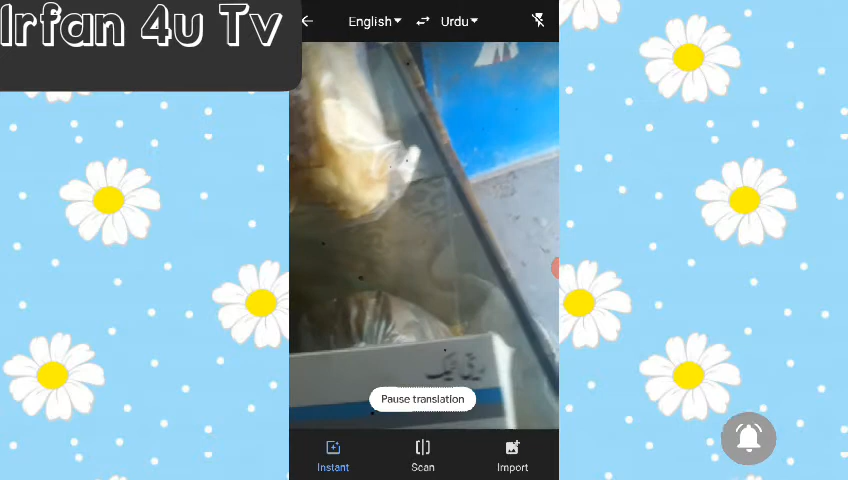 Irfan 4u Tv
English
Urdu
Pause translation
Instant
Scan
Import